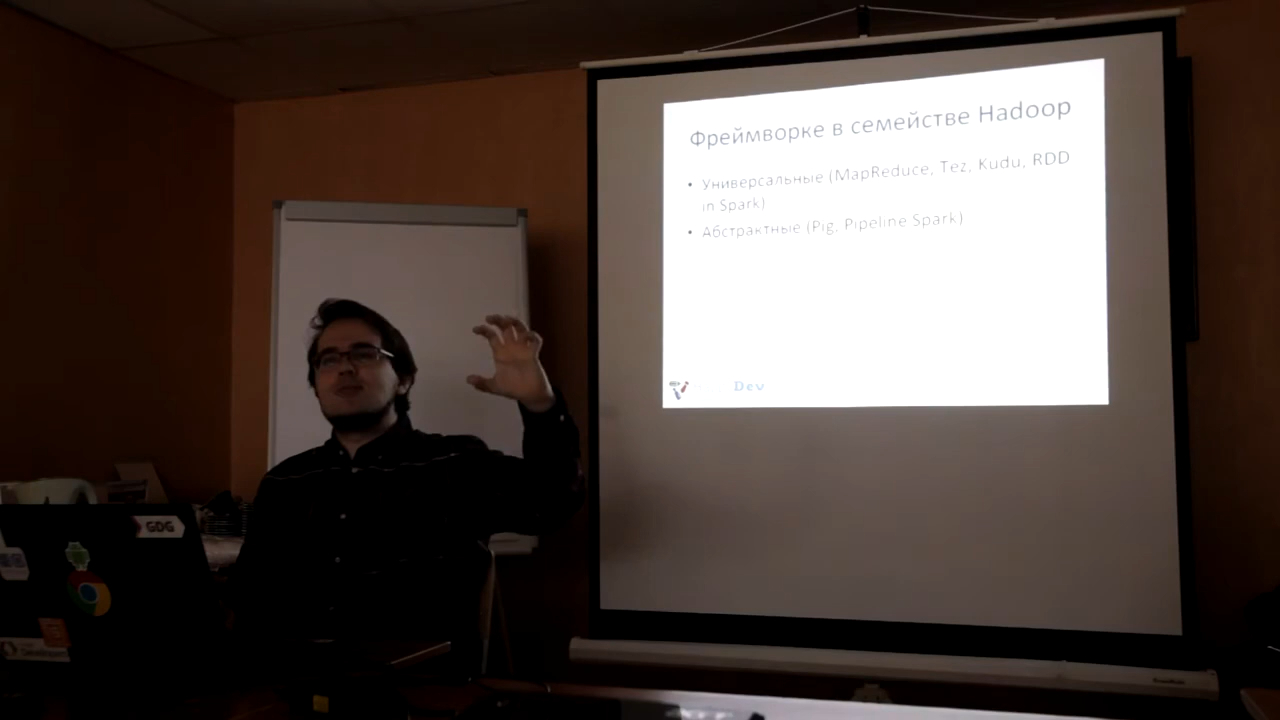 Фреймворке в семействе Hadoop
• Универсальные (MapReduce, Tez, Kudu, RDD
in Spark)
• Абстрактные (Pig, Pipeline Spark)
Dev
GDG